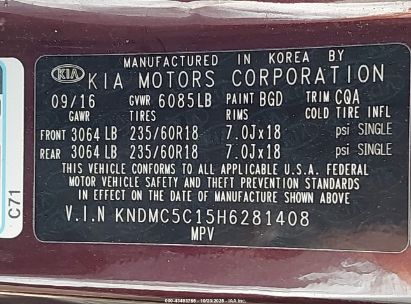 MANUFACTURED IN KOREA BY
KIA KIA MOTORS CORPORATION
09/16 GVWR 6085LB PAINT BGD TRIM CQA
GAWR TIRES RIMS COLD TIRE INFL
FRONT 3064 LB 235/60R18 7.0Jx18 psi SINGLE
REAR 3064 LB 235/60R18 7.0Jx18 psi SINGLE
THIS VEHICLE CONFORMS TO ALL APPLICABLE U.S.A. FEDERAL
MOTOR VEHICLE SAFETY AND THEFT PREVENTION STANDARDS
IN EFFECT ON THE DATE OF MANUFACTURE SHOWN ABOVE
V.I.N KNDMC5C15H6281408
MPV
C71